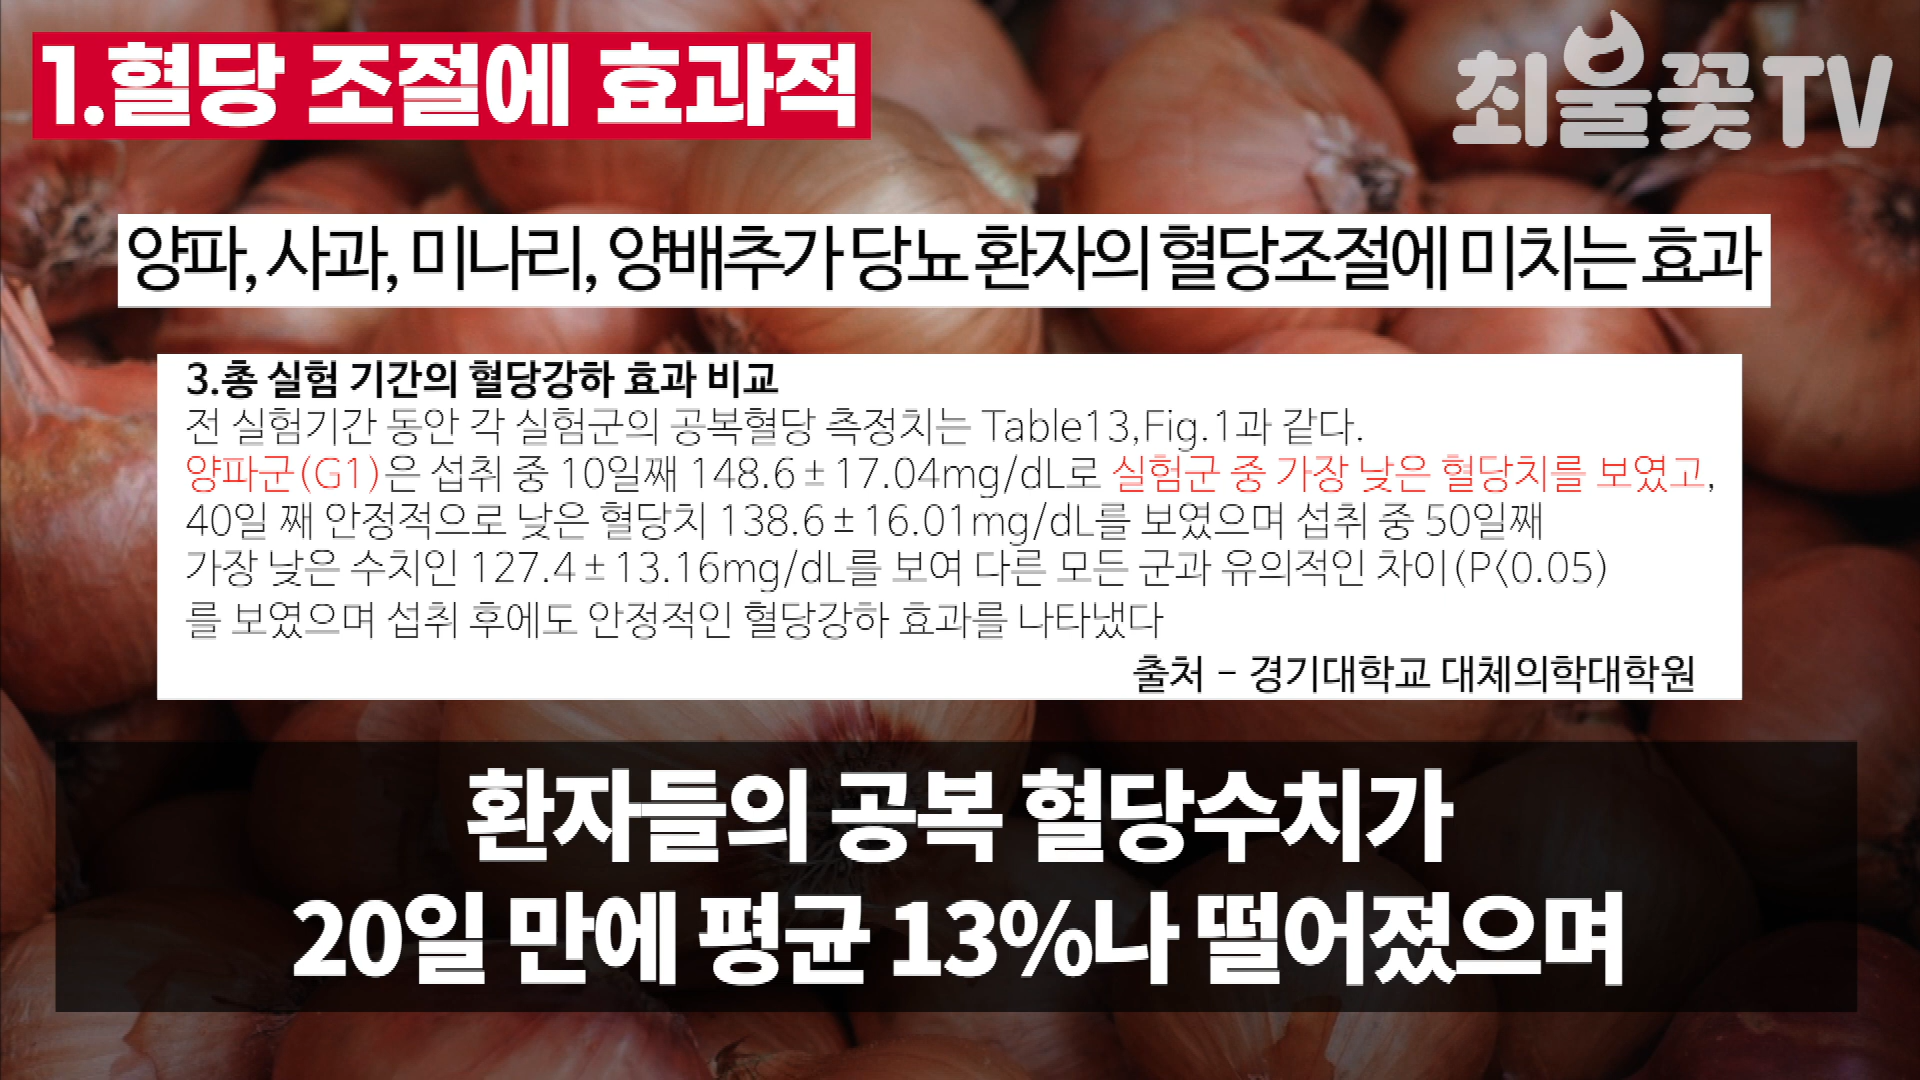 1.혈당 조절에 효과적
최울꽃TV
양파, 사과, 미나리, 양배추가 당뇨 환자의 혈당조절에 미치는 효과
3.총 실험 기간의 혈당강하 효과 비교
전 실험기간 동안 각 실험군의 공복혈당 측정치는 Table13,Fig.1과 같다.
양파군(G1)은 섭취 중 10일째 148.6±17.04mg/dL로 실험군 중 가장 낮은 혈당치를 보였고,
40일 째 안정적으로 낮은 혈당치 138.6±16.01mg/dL를 보였으며 섭취 중 50일째
가장 낮은 수치인 127.4±13.16mg/dL를 보여 다른 모든 군과 유의적인 차이(P<0.05)
를 보였으며 섭취 후에도 안정적인 혈당강하 효과를 나타냈다
출처 - 경기대학교 대체의학대학원
환자들의 공복 혈당수치가
20일 만에 평균 13%나 떨어졌으며